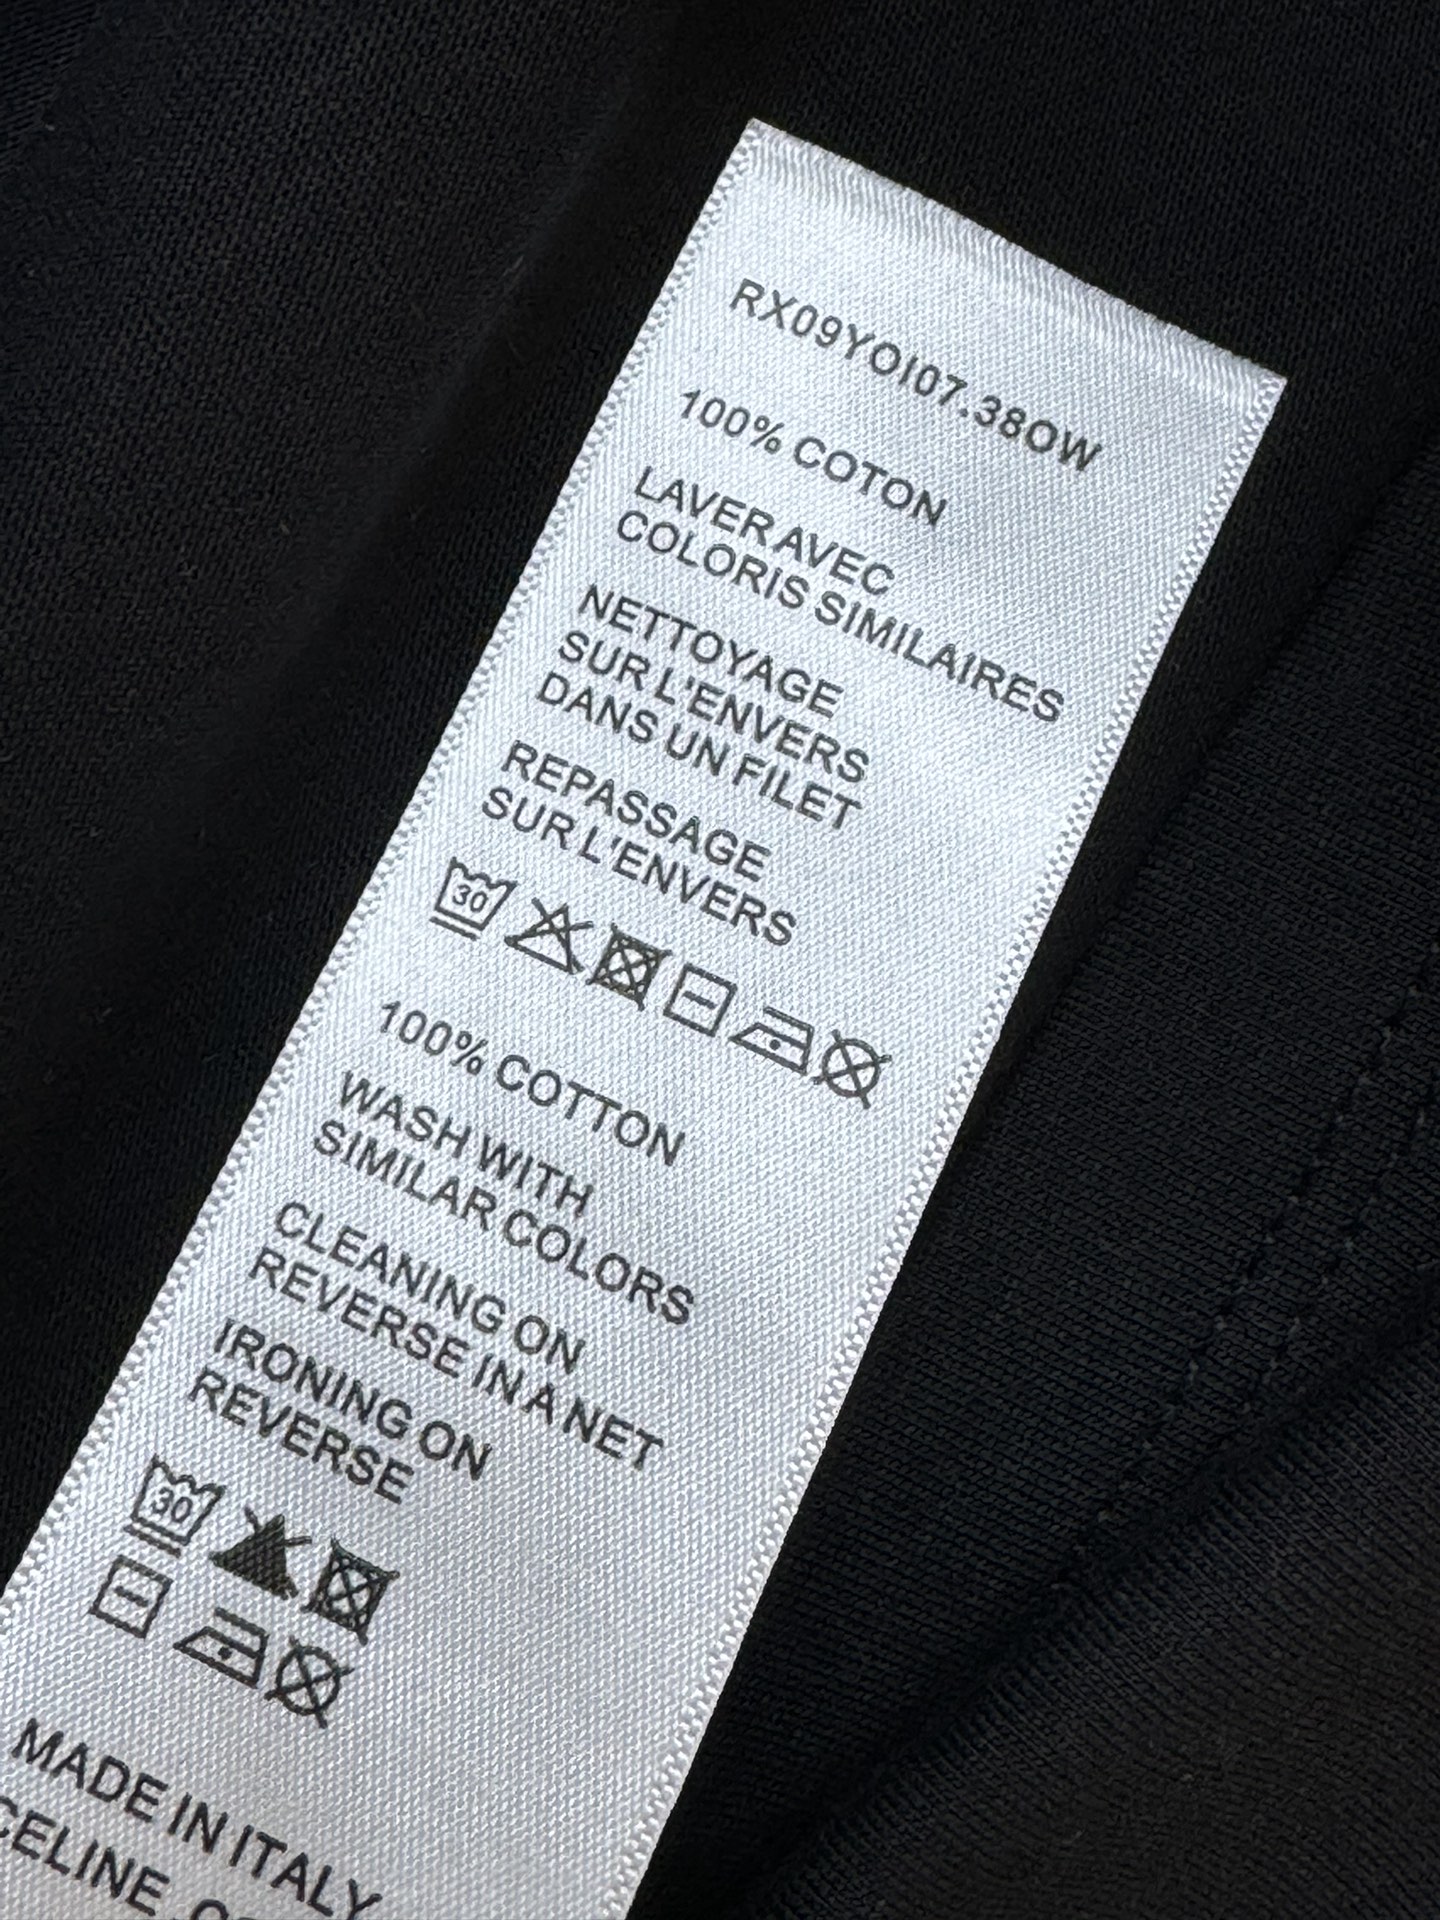 RX09YOI07.38OW
100% COTON
LAVER AVEC
COLORIS SIMILAIRES
NETTOYAGE
SUR L'ENVERS
DANS UN FILET
REPASSAGE
SUR L'ENVERS
30
100% COTTON
WASH WITH
SIMILAR COLORS
CLEANING ON
REVERSE IN A NET
IRONING ON
REVERSE
30
MADE IN ITALY
CELINE